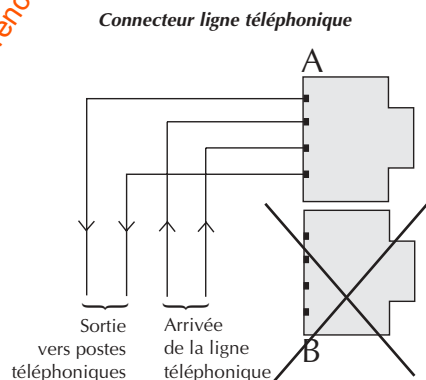 Connecteur ligne téléphonique
A
B
Sortie
vers postes
téléphoniques
Arrivée
de la ligne
téléphonique